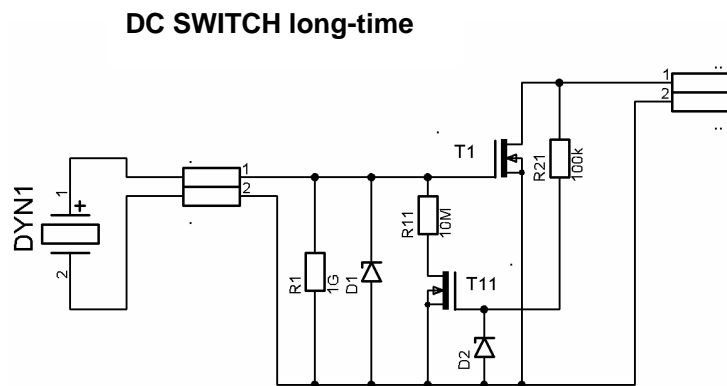 DC SWITCH long-time
1
2
..
T1
R21
100k
1
2
DYN1
1
+
2
R11
10M
R1
1G
D1
T11
D2
..